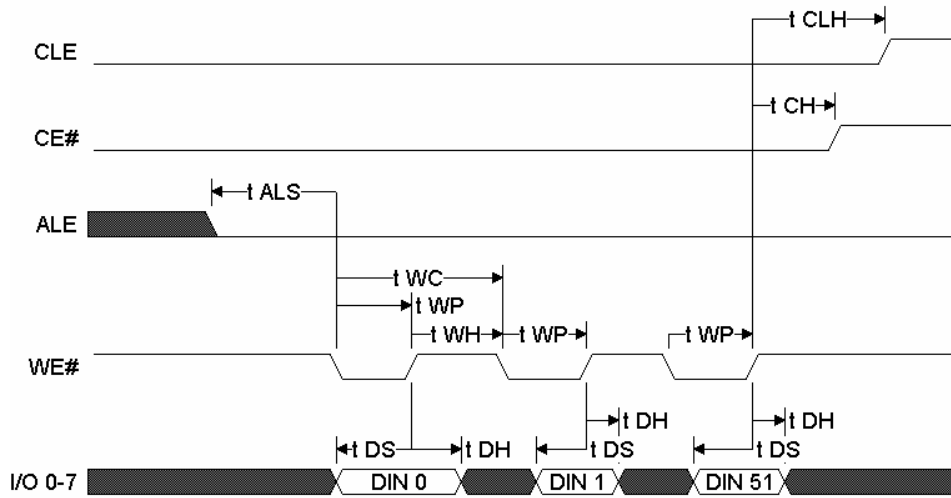 t CLH
CLE
t CH
CE#
t ALS
ALE
t WC
t WP
t WH t WP t WP
WE#
t DH t DH
t DS t DH t DS t DS
I/O 0-7 DIN 0 DIN 1 DIN 51